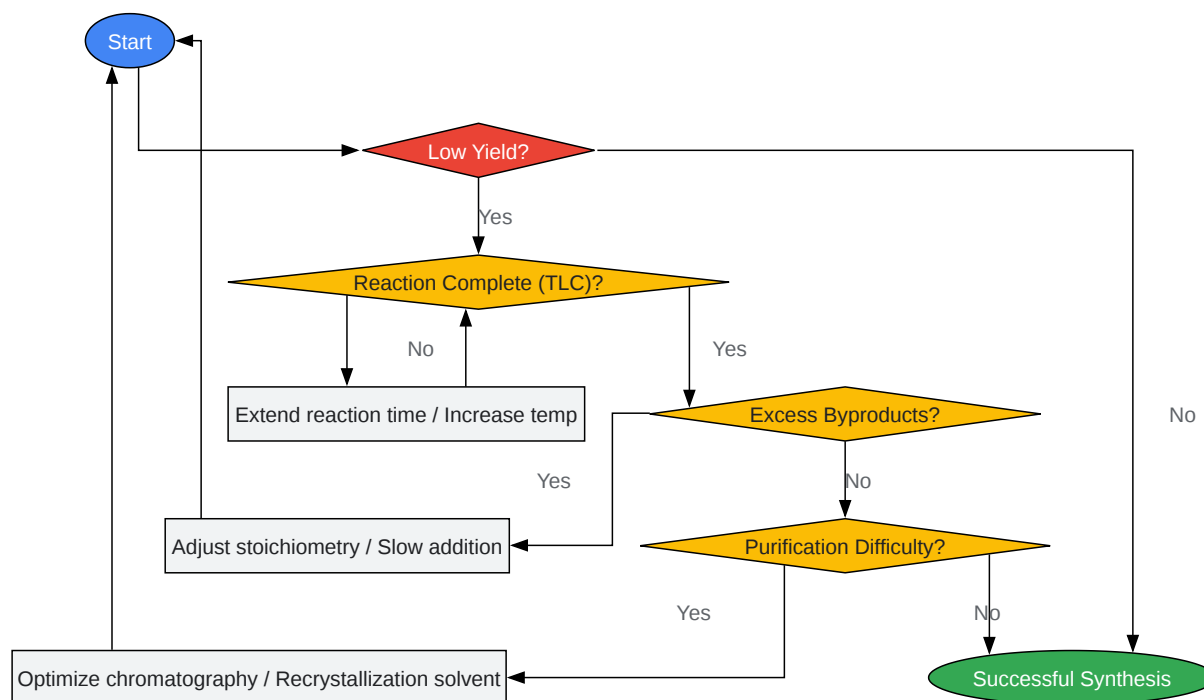 Start
Low Yield?
Yes
Reaction Complete (TLC)?
No
Yes
Extend reaction time / Increase temp
Excess Byproducts?
No
Yes
No
Adjust stoichiometry / Slow addition
Purification Difficulty?
Yes
No
Optimize chromatography / Recrystallization solvent
Successful Synthesis